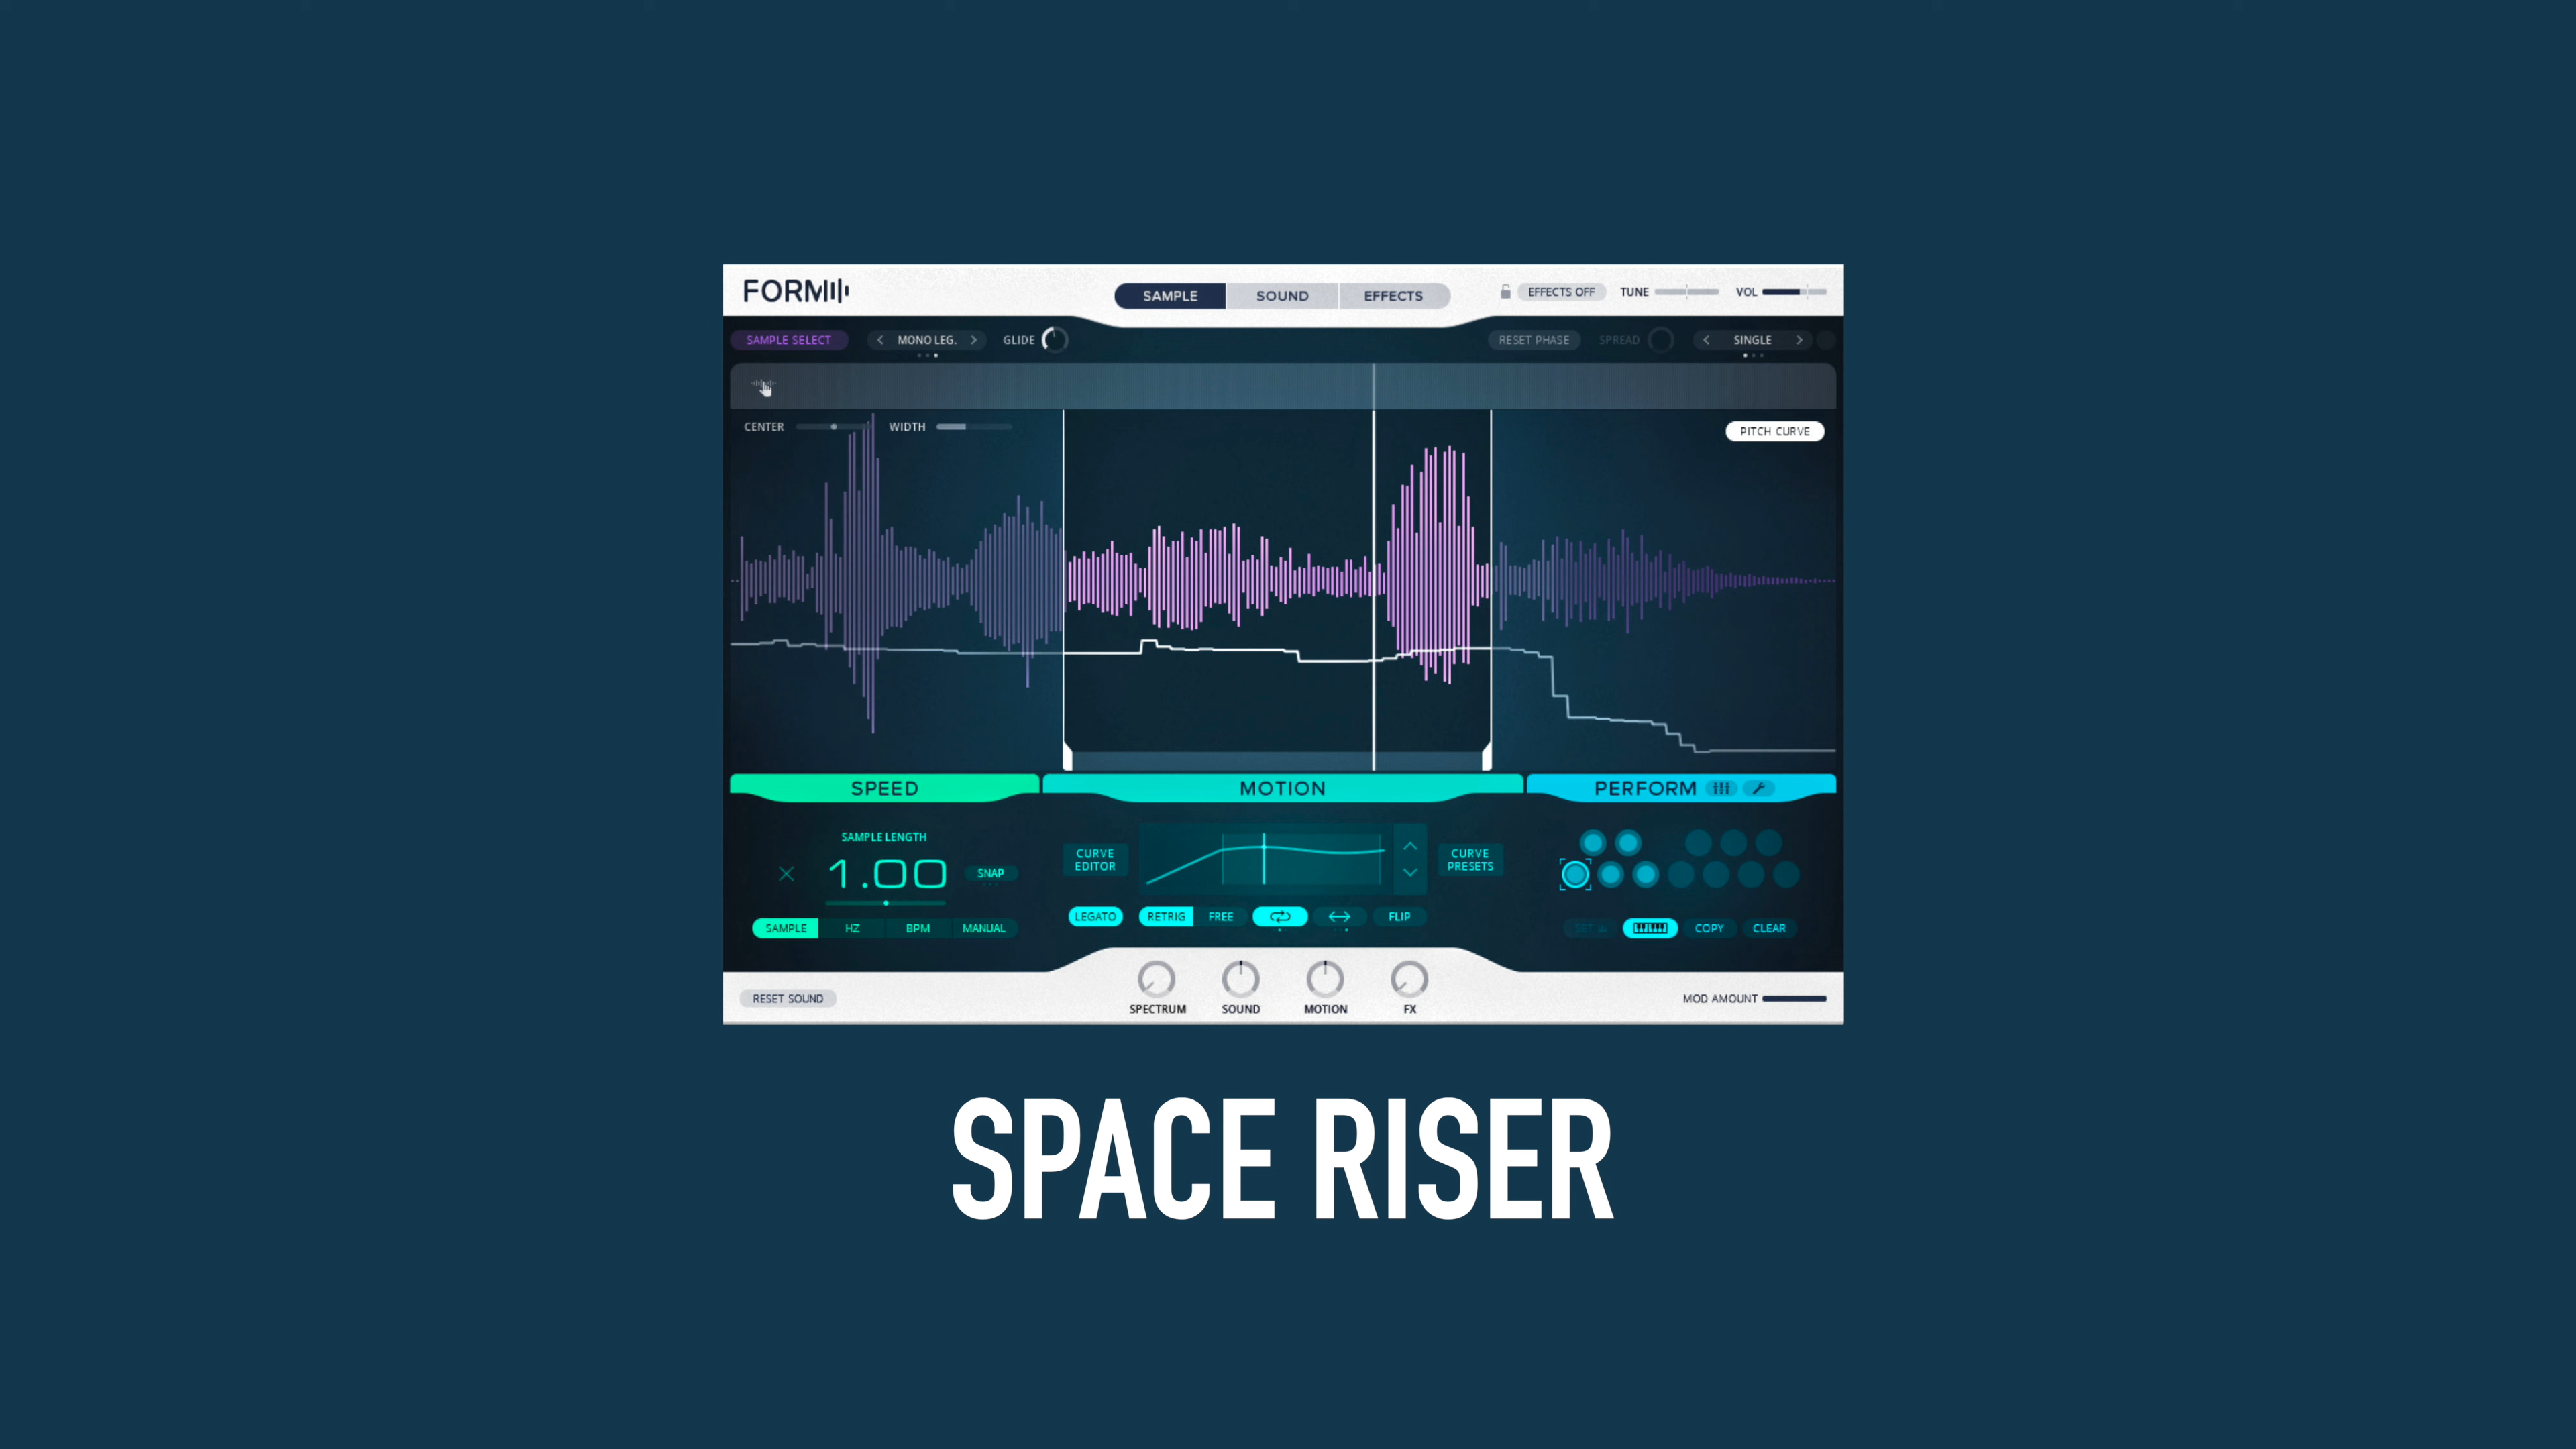 FORM
SAMPLE SOUND EFFECTS
EFFECTS OFF TUNE VOL
SAMPLE SELECT MONO LEG. GLIDE RESET PHASE SPREAD SINGLE
CENTER WIDTH
PITCH CURVE
SPEED MOTION PERFORM
SAMPLE LENGTH
1.00 SNAP
CURVE EDITOR
CURVE PRESETS
LEGATO RETRIG FREE FLIP
SAMPLE HZ BPM MANUAL
SET COPY CLEAR
RESET SOUND
SPECTRUM SOUND MOTION FX
MOD AMOUNT
SPACE RISER